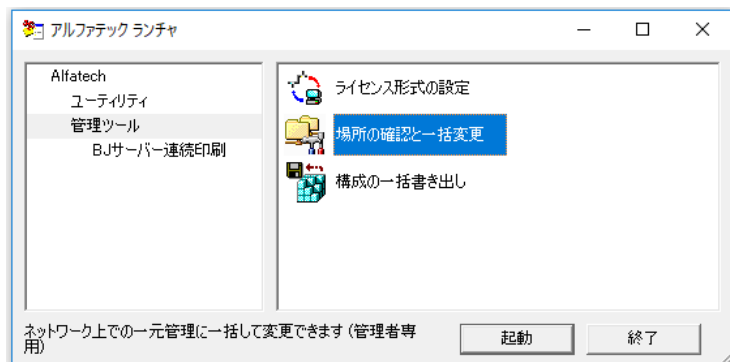 アルファテック ランチャ
Alfatech
ユーティリティ
管理ツール
BJサーバー連続印刷
ライセンス形式の設定
場所の確認と一括変更
構成の一括書き出し
ネットワーク上での一元管理に一括して変更できます(管理者専
用)
起動
終了